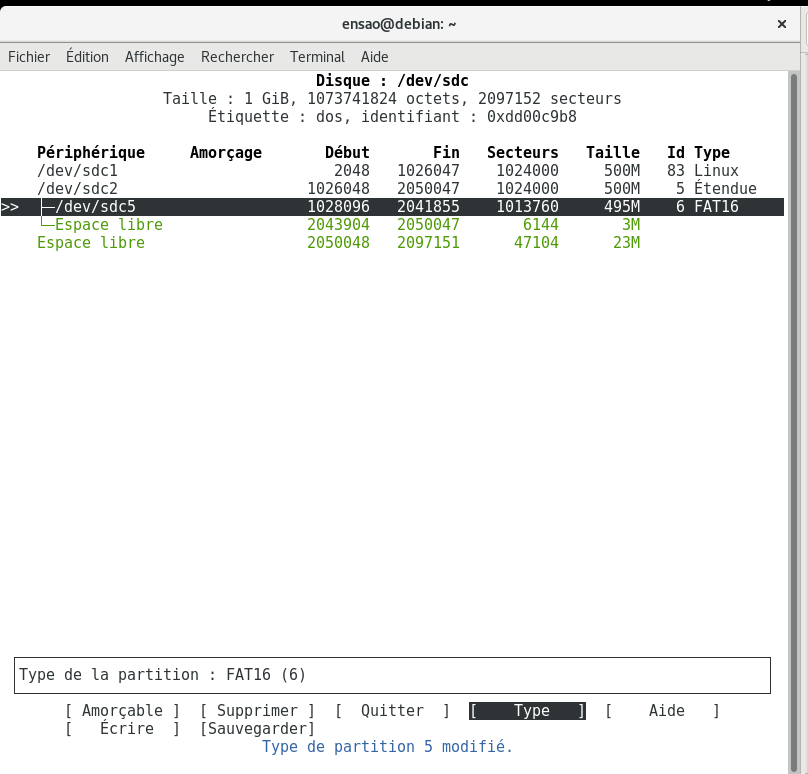 ensao@debian: ~ ×
Fichier Édition Affichage Rechercher Terminal Aide
Disque : /dev/sdc
Taille : 1 GiB, 1073741824 octets, 2097152 secteurs
Étiquette : dos, identifiant : 0xdd00c9b8
Périphérique Amorçage Début Fin Secteurs Taille Id Type
/dev/sdc1 2048 1026047 1024000 500M 83 Linux
/dev/sdc2 1026048 2050047 1024000 500M 5 Étendue
>> ├─/dev/sdc5 1028096 2041855 1013760 495M 6 FAT16
└─Espace libre 2043904 2050047 6144 3M
Espace libre 2050048 2097151 47104 23M
Type de la partition : FAT16 (6)
[ Amorçable ] [ Supprimer ] [ Quitter ] [ Type ] [ Aide ]
[ Écrire ] [Sauvegarder]
Type de partition 5 modifié.